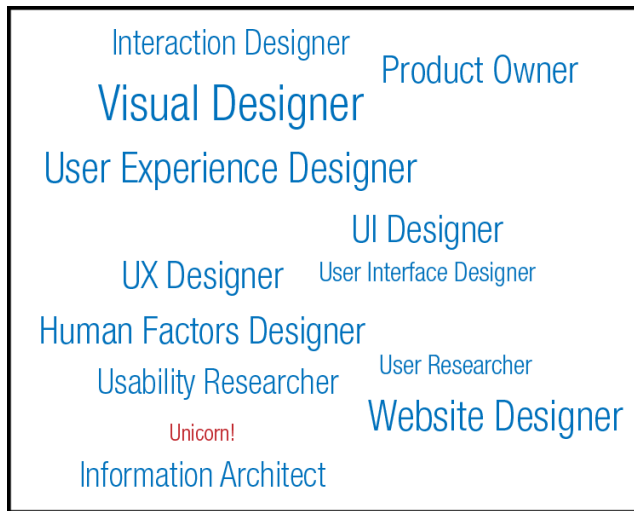 Interaction Designer
Product Owner
Visual Designer
User Experience Designer
UI Designer
UX Designer
User Interface Designer
Human Factors Designer
User Researcher
Usability Researcher
Website Designer
Unicorn!
Information Architect